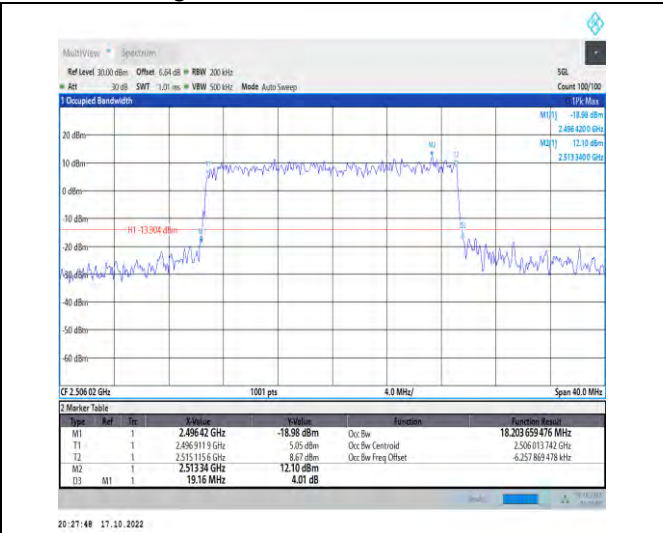 MultiView Spectrum
Ref Level 30.00 dBm Offset 6.64 dB RBW 200 kHz SGL
Att 30 dB SWT 1.01 ms VBW 500 kHz Mode Auto Sweep Count 100/100
1 Occupied Bandwidth 1Pk Max
M1[1] -18.98 dBm
2.496 4200 GHz
M2[1] 12.10 dBm
2.513 3400 GHz
20 dBm
10 dBm
0 dBm
-10 dBm
H1 -13.904 dBm
-20 dBm
-30 dBm
-40 dBm
-50 dBm
-60 dBm
M2
T2
CF 2.506 02 GHz 1001 pts 4.0 MHz/ Span 40.0 MHz
2 Marker Table
Type Ref Trc X-Value Y-Value Function Function Result
M1 1 2.496 42 GHz -18.98 dBm Occ Bw 18.203 659 476 MHz
T1 1 2.496 911 9 GHz 5.05 dBm Occ Bw Centroid 2.506 013 742 GHz
T2 1 2.515 115 6 GHz 8.67 dBm Occ Bw Freq Offset -6.257 869 478 kHz
M2 1 2.513 34 GHz 12.10 dBm
D3 M1 1 19.16 MHz 4.01 dB
20:27:48 17.10.2022